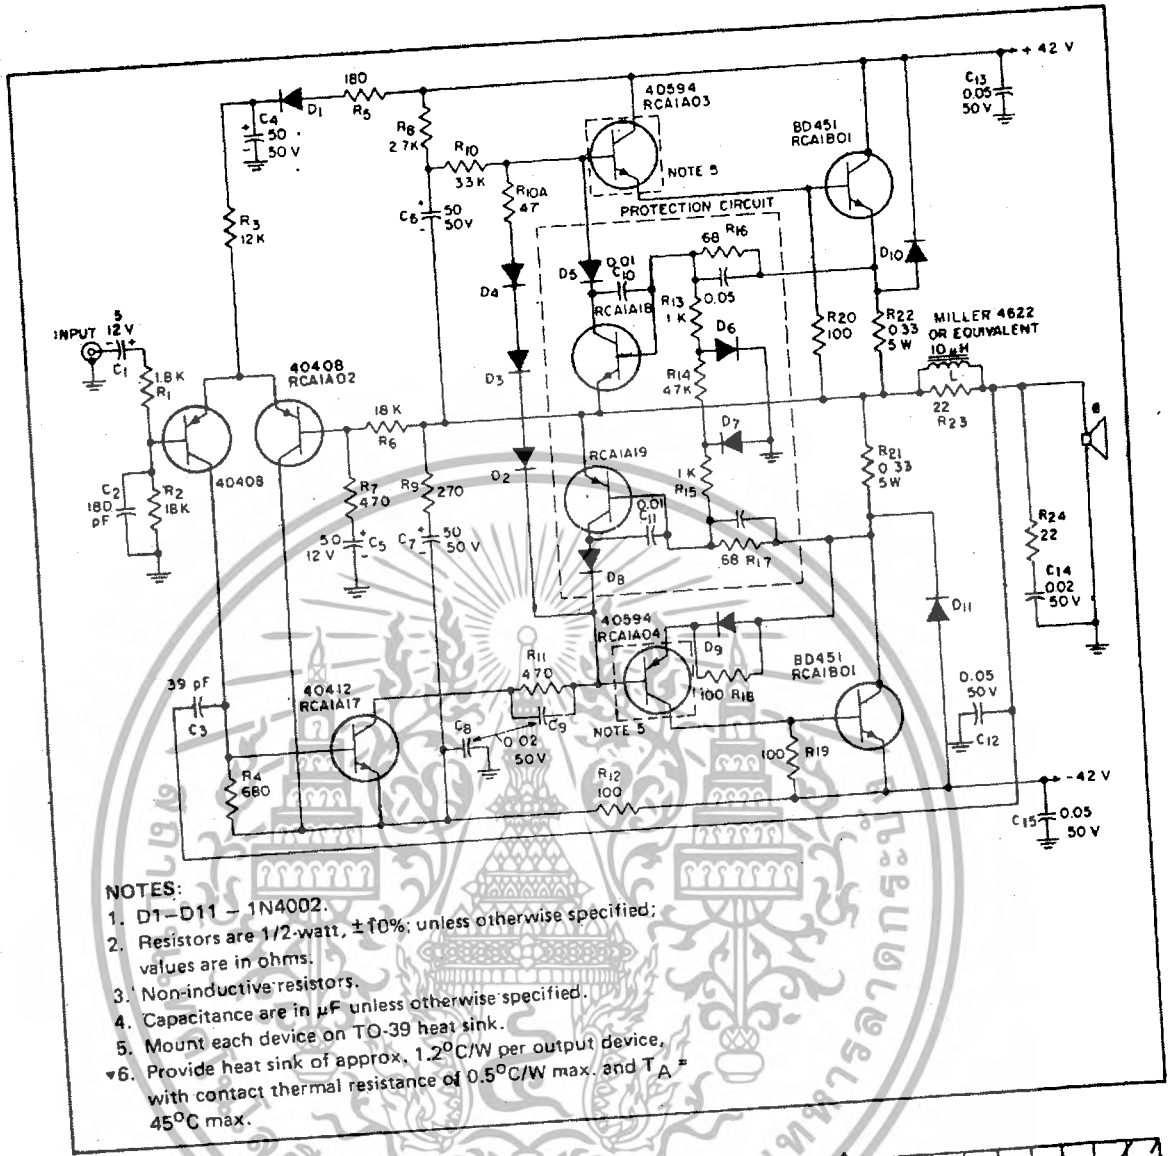 + 42 V
C13
0.05
50V
180
R5
D1
C4
50
50V
R8
2.7K
40594
RCA1A03
BD451
RCA1B01
R10
33K
NOTE 5
R10A
47
PROTECTION CIRCUIT
C6
50
50V
R3
12K
68 R16
D10
D5
0.01
C10
D4
RCA1A18
R13
1K
0.05
D6
R20
100
R22
0.33
5W
MILLER 4622
OR EQUIVALENT
10 μH
L
5
12V
INPUT
C1
1.8K
R1
40408
RCA1A02
D3
R14
47K
22
R23
18K
R6
D7
8
RCA1A19
R21
0.33
5W
40408
D2
1K
R15
C2
180
pF
R2
18K
R7
470
R9
270
0.01
C11
50
12V
C5
C7
50
50V
68 R17
R24
22
D8
C14
0.02
50V
D11
40594
RCA1A04
D9
R11
470
BD451
RCA1B01
39 pF
C3
40412
RCA1A17
100 R18
0.05
50V
C12
C8
C9
0.02
50V
NOTE 5
100 R19
R4
680
R12
100
-42 V
C15
0.05
50V
NOTES:
1. D1–D11 – 1N4002.
2. Resistors are 1/2-watt, ±10%; unless otherwise specified;
values are in ohms.
3. Non-inductive resistors.
4. Capacitance are in μF unless otherwise specified.
5. Mount each device on TO-39 heat sink.
▾6. Provide heat sink of approx. 1.2°C/W per output device,
with contact thermal resistance of 0.5°C/W max. and TA =
45°C max.